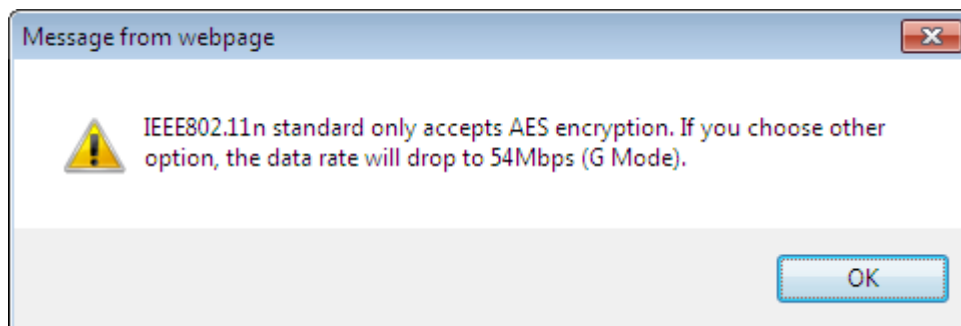 Message from webpage
IEEE802.11n standard only accepts AES encryption. If you choose other
option, the data rate will drop to 54Mbps (G Mode).
OK